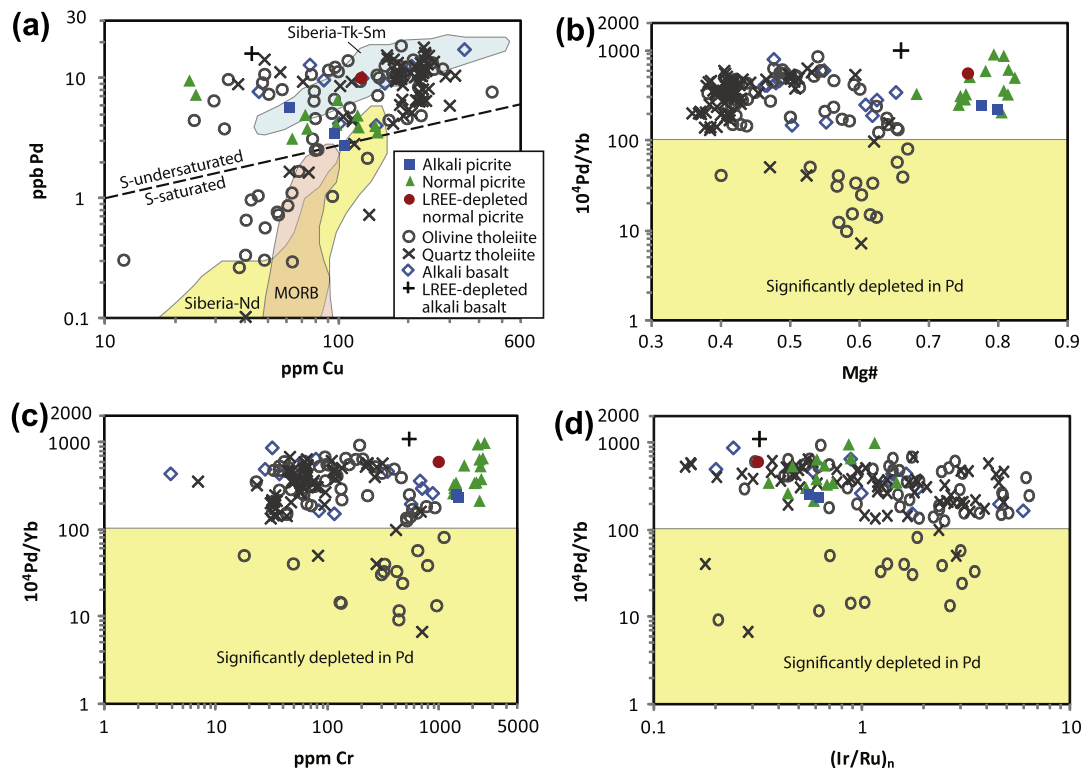 (a)
30
10
1
0.1
ppb Pd
10
100
600
ppm Cu
Siberia-Tk-Sm
S-undersaturated
S-saturated
Siberia-Nd
MORB
Alkali picrite
Normal picrite
LREE-depleted
normal picrite
Olivine tholeiite
Quartz tholeiite
Alkali basalt
LREE-depleted
alkali basalt
(b)
2000
1000
100
10
1
10⁴Pd/Yb
0.3
0.4
0.5
0.6
0.7
0.8
0.9
Mg#
Significantly depleted in Pd
(c)
2000
1000
100
10
1
10⁴Pd/Yb
1
10
100
1000
5000
ppm Cr
Significantly depleted in Pd
(d)
2000
1000
100
10
1
10⁴Pd/Yb
0.1
1
10
(Ir/Ru)n
Significantly depleted in Pd